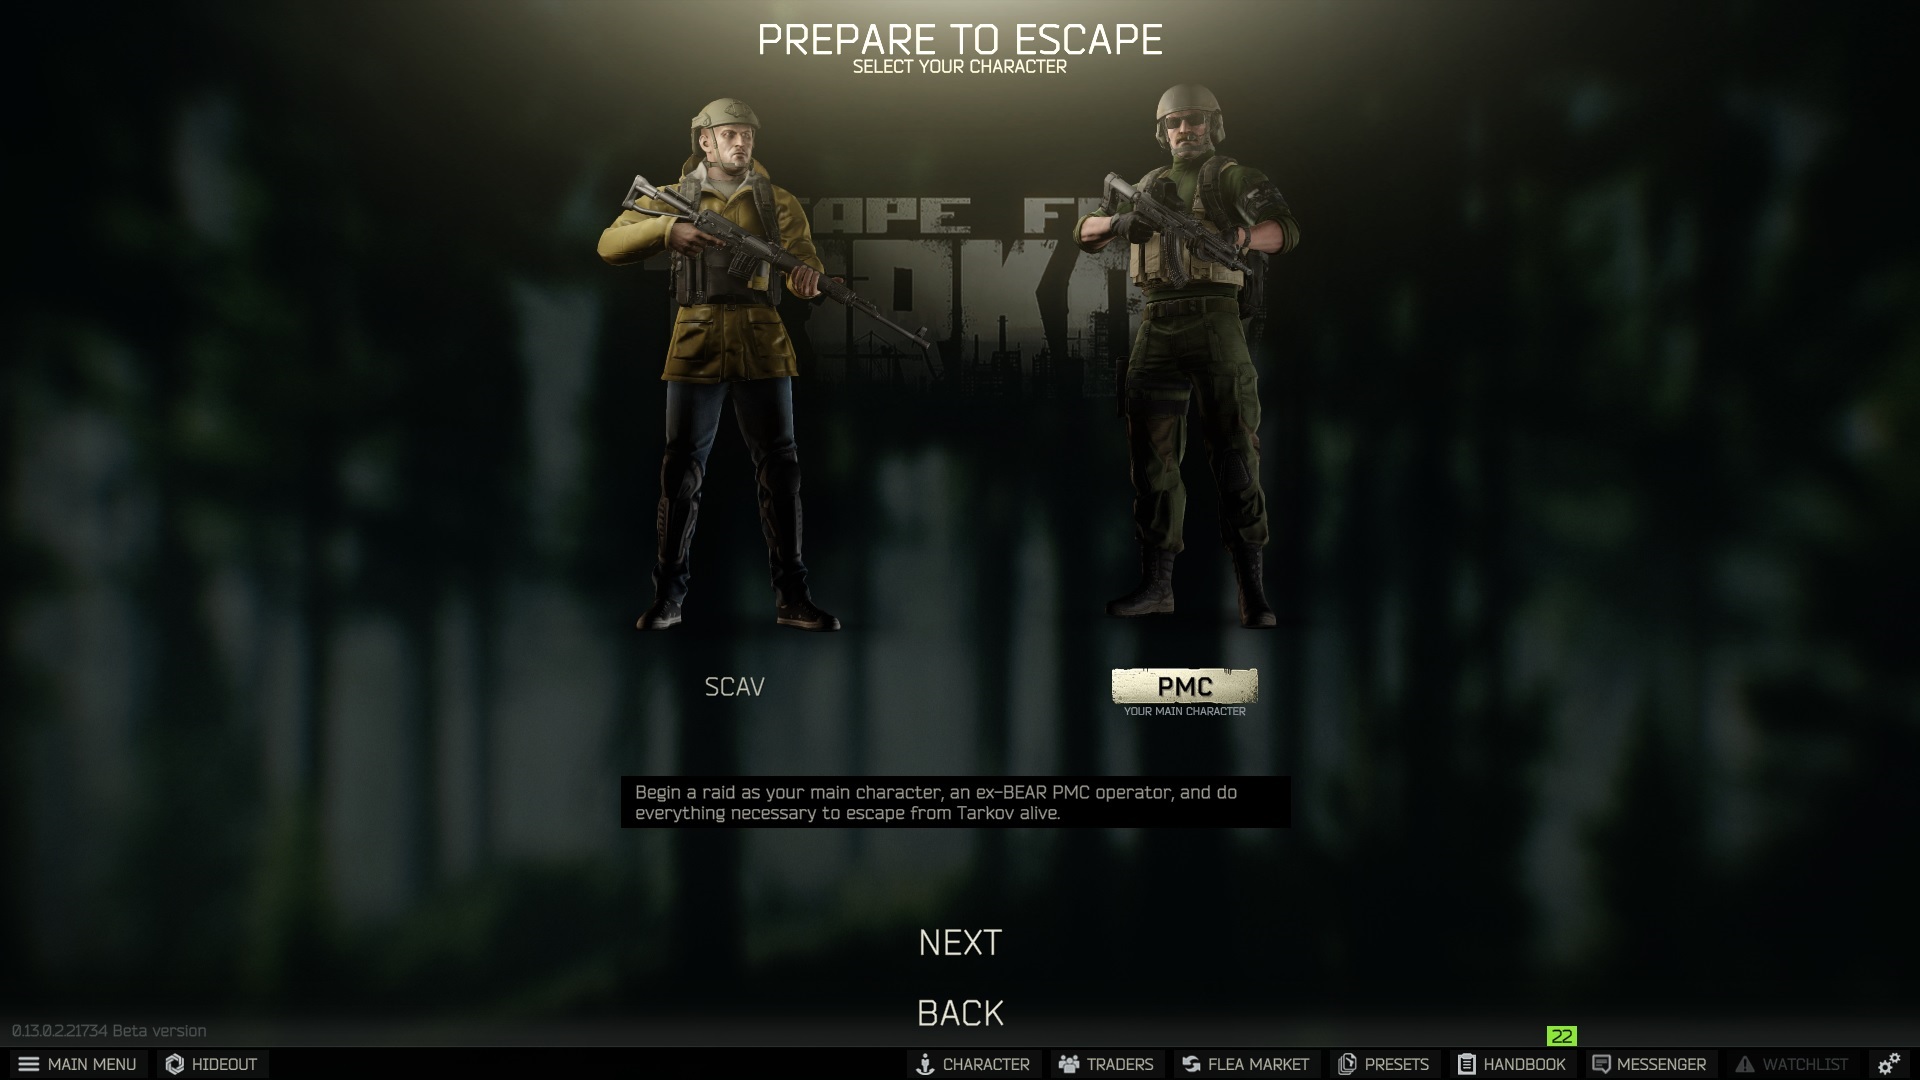 PREPARE TO ESCAPE
SELECT YOUR CHARACTER
SCAV
PMC
YOUR MAIN CHARACTER
Begin a raid as your main character, an ex-BEAR PMC operator, and do
everything necessary to escape from Tarkov alive.
NEXT
BACK
0.13.0.2.21734 Beta version
22
MAIN MENU HIDEOUT CHARACTER TRADERS FLEA MARKET PRESETS HANDBOOK MESSENGER WATCHLIST